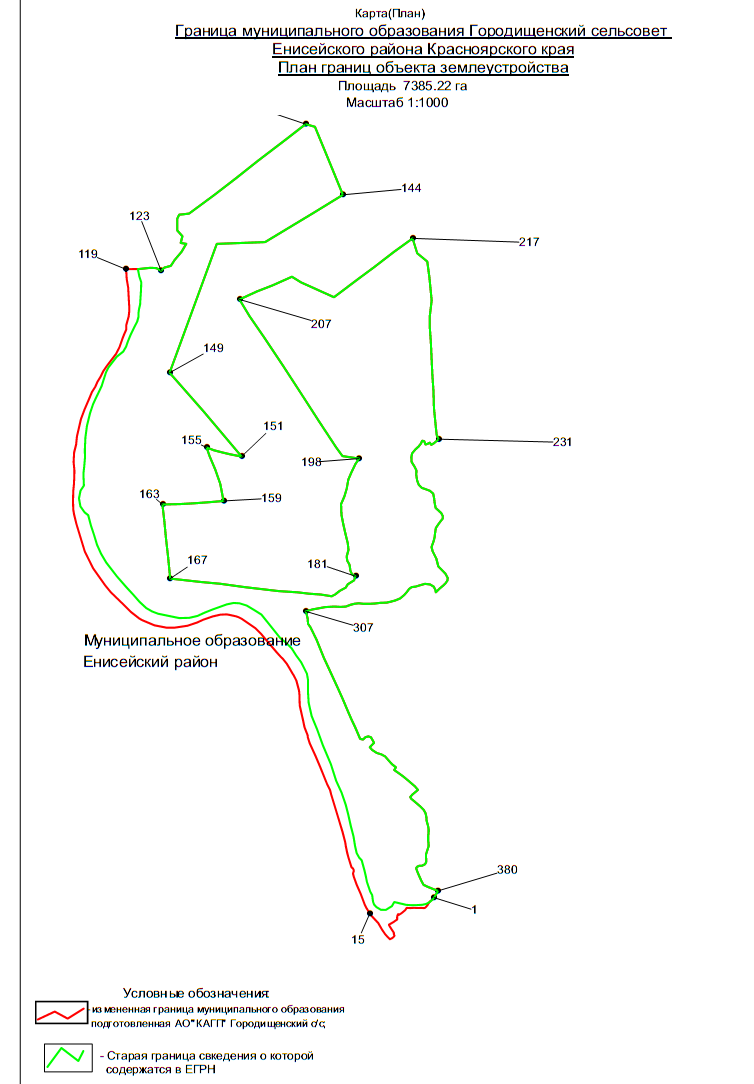 Карта(План)
Граница муниципального образования Городищенский сельсовет
Енисейского района Красноярского края
План границ объекта землеустройства
Площадь 7385.22 га
Масштаб 1:1000
144
123
217
119
207
149
151
155
231
198
163
159
167
181
307
Муниципальное образование
Енисейский район
380
1
15
Условные обозначения:
- измененная граница муниципального образования
подготовленная АО"КАГП" Городищенский с/с;
- Старая граница свкедения о которой
содержатся в ЕГРН